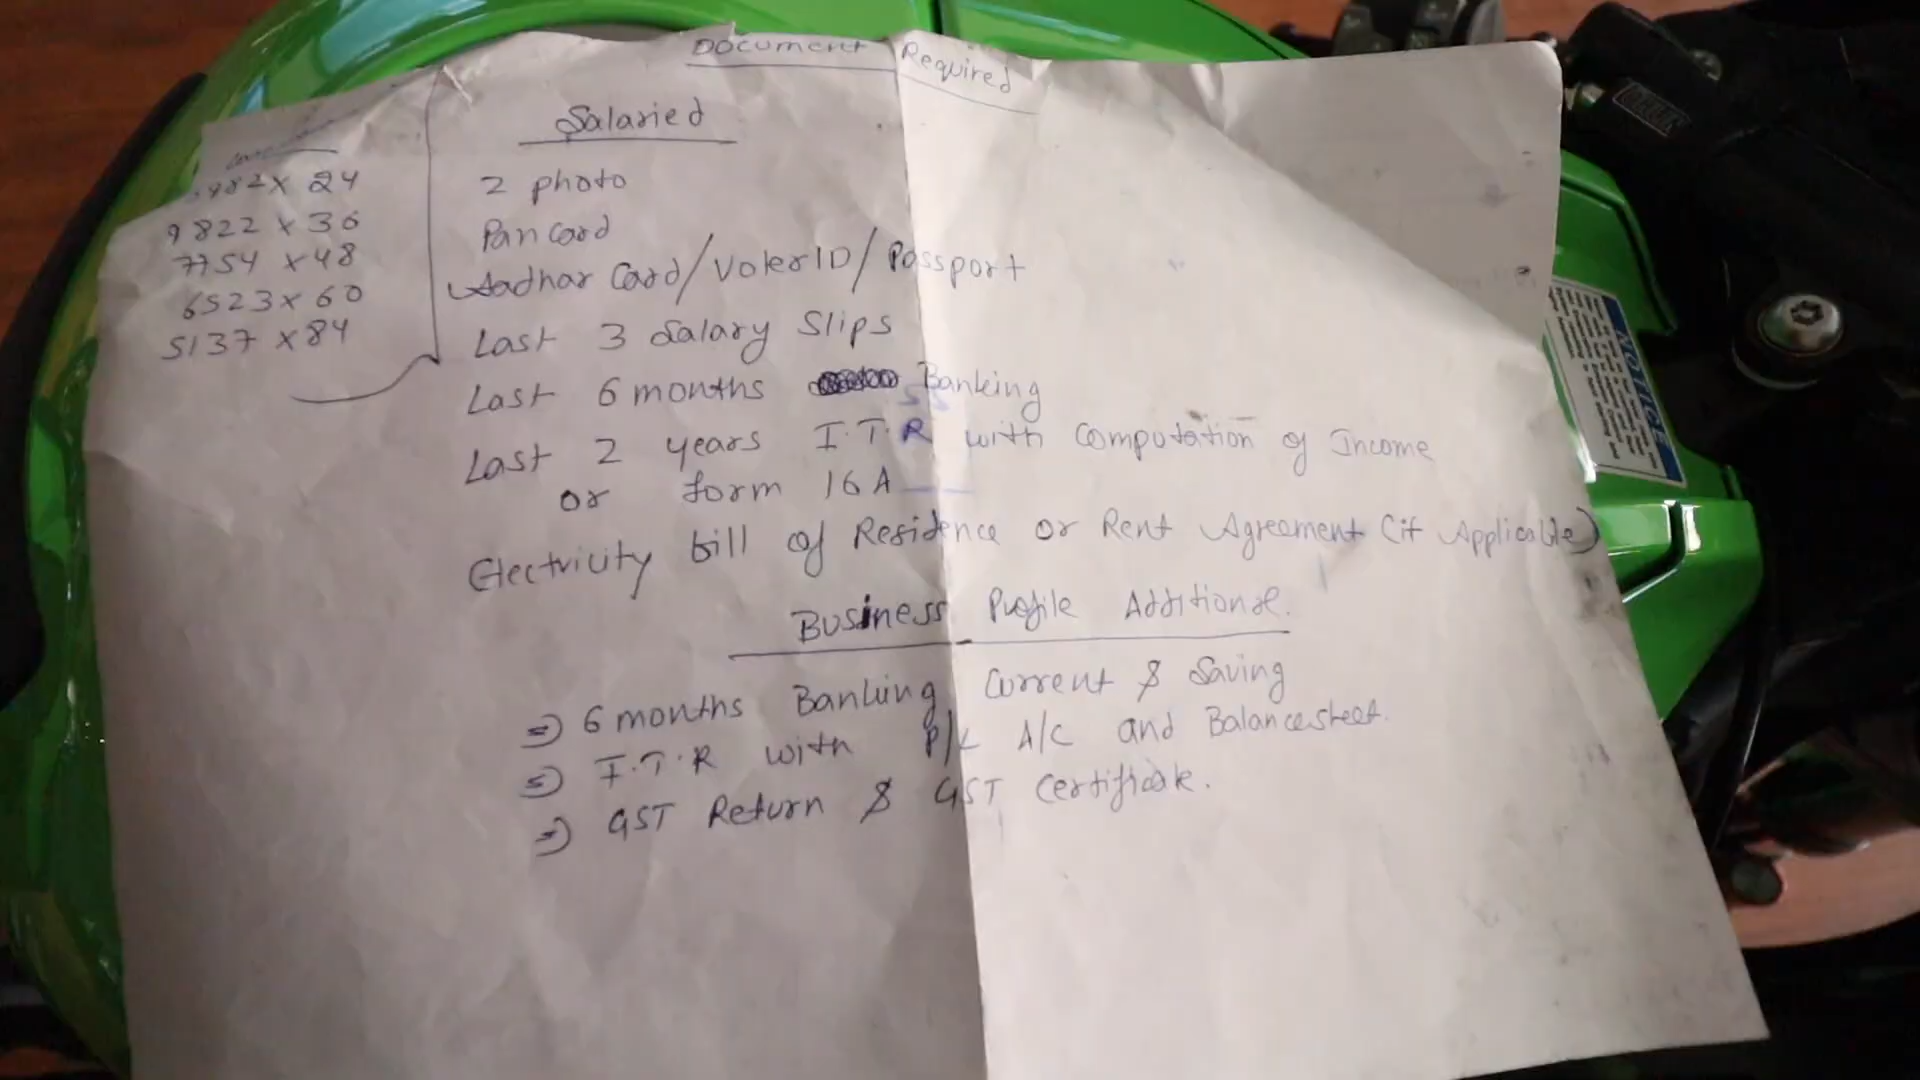 Document Required
Salaried
2 photo
Pan Card
Aadhar Card/VoterID/Passport
Last 3 Salary Slips
Last 6 months Banking
Last 2 years I.T.R with Computation of Income
or form 16A
Electricity bill of Residence or Rent Agreement (if Applicable)
Business Profile Additional.
⇒ 6 months Banking Current & Saving
⇒ I.T.R with P/L A/C and Balancesheet.
⇒ GST Return & GST Certificate.
x 24
9822 x 36
7754 x 48
6523 x 60
5137 x 84
NOTICE